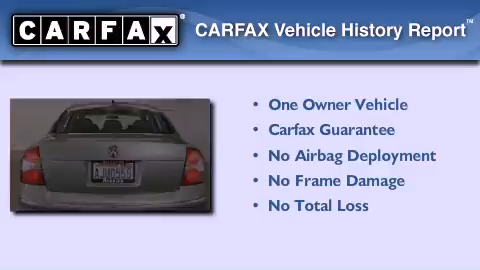 CARFAX®
CARFAX Vehicle History Report™
• One Owner Vehicle
• Carfax Guarantee
• No Airbag Deployment
• No Frame Damage
• No Total Loss